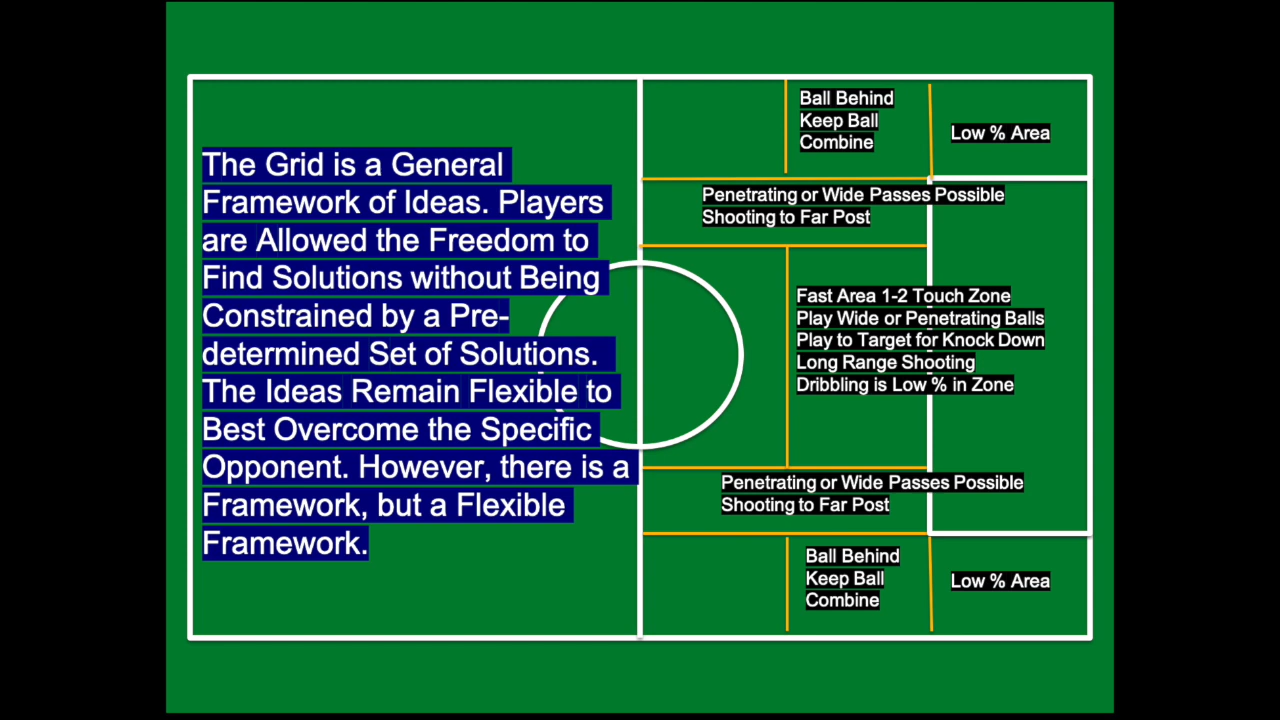 The Grid is a General
Framework of Ideas. Players
are Allowed the Freedom to
Find Solutions without Being
Constrained by a Pre-
determined Set of Solutions.
The Ideas Remain Flexible to
Best Overcome the Specific
Opponent. However, there is a
Framework, but a Flexible
Framework.
Ball Behind
Keep Ball
Combine
Low % Area
Penetrating or Wide Passes Possible
Shooting to Far Post
Fast Area 1-2 Touch Zone
Play Wide or Penetrating Balls
Play to Target for Knock Down
Long Range Shooting
Dribbling is Low % in Zone
Penetrating or Wide Passes Possible
Shooting to Far Post
Ball Behind
Keep Ball
Combine
Low % Area